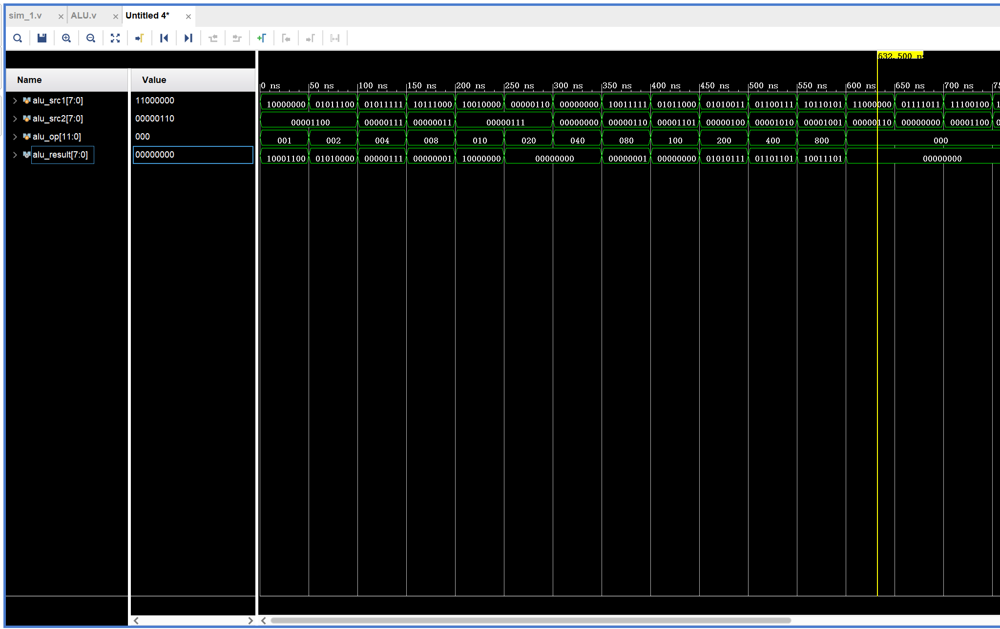 sim_1.v ALU.v Untitled 4*
632.500 ns
Name Value
0 ns 50 ns 100 ns 150 ns 200 ns 250 ns 300 ns 350 ns 400 ns 450 ns 500 ns 550 ns 600 ns 650 ns 700 ns
alu_src1[7:0] 11000000 10000000 01011100 01011111 10111000 10010000 00000110 00000000 10011111 01011000 01010011 01100111 10110101 11000000 01111011 11100100 1
alu_src2[7:0] 00000110 00001100 00000111 00000011 00000111 00000000 00000110 00001101 00000100 00001010 00001001 00000110 00000000 00001100 0
alu_op[11:0] 000 001 002 004 008 010 020 040 080 100 200 400 800 000
alu_result[7:0] 00000000 10001100 01010000 00000111 00000001 10000000 00000000 00000001 00000000 01010111 01101101 10011101 00000000